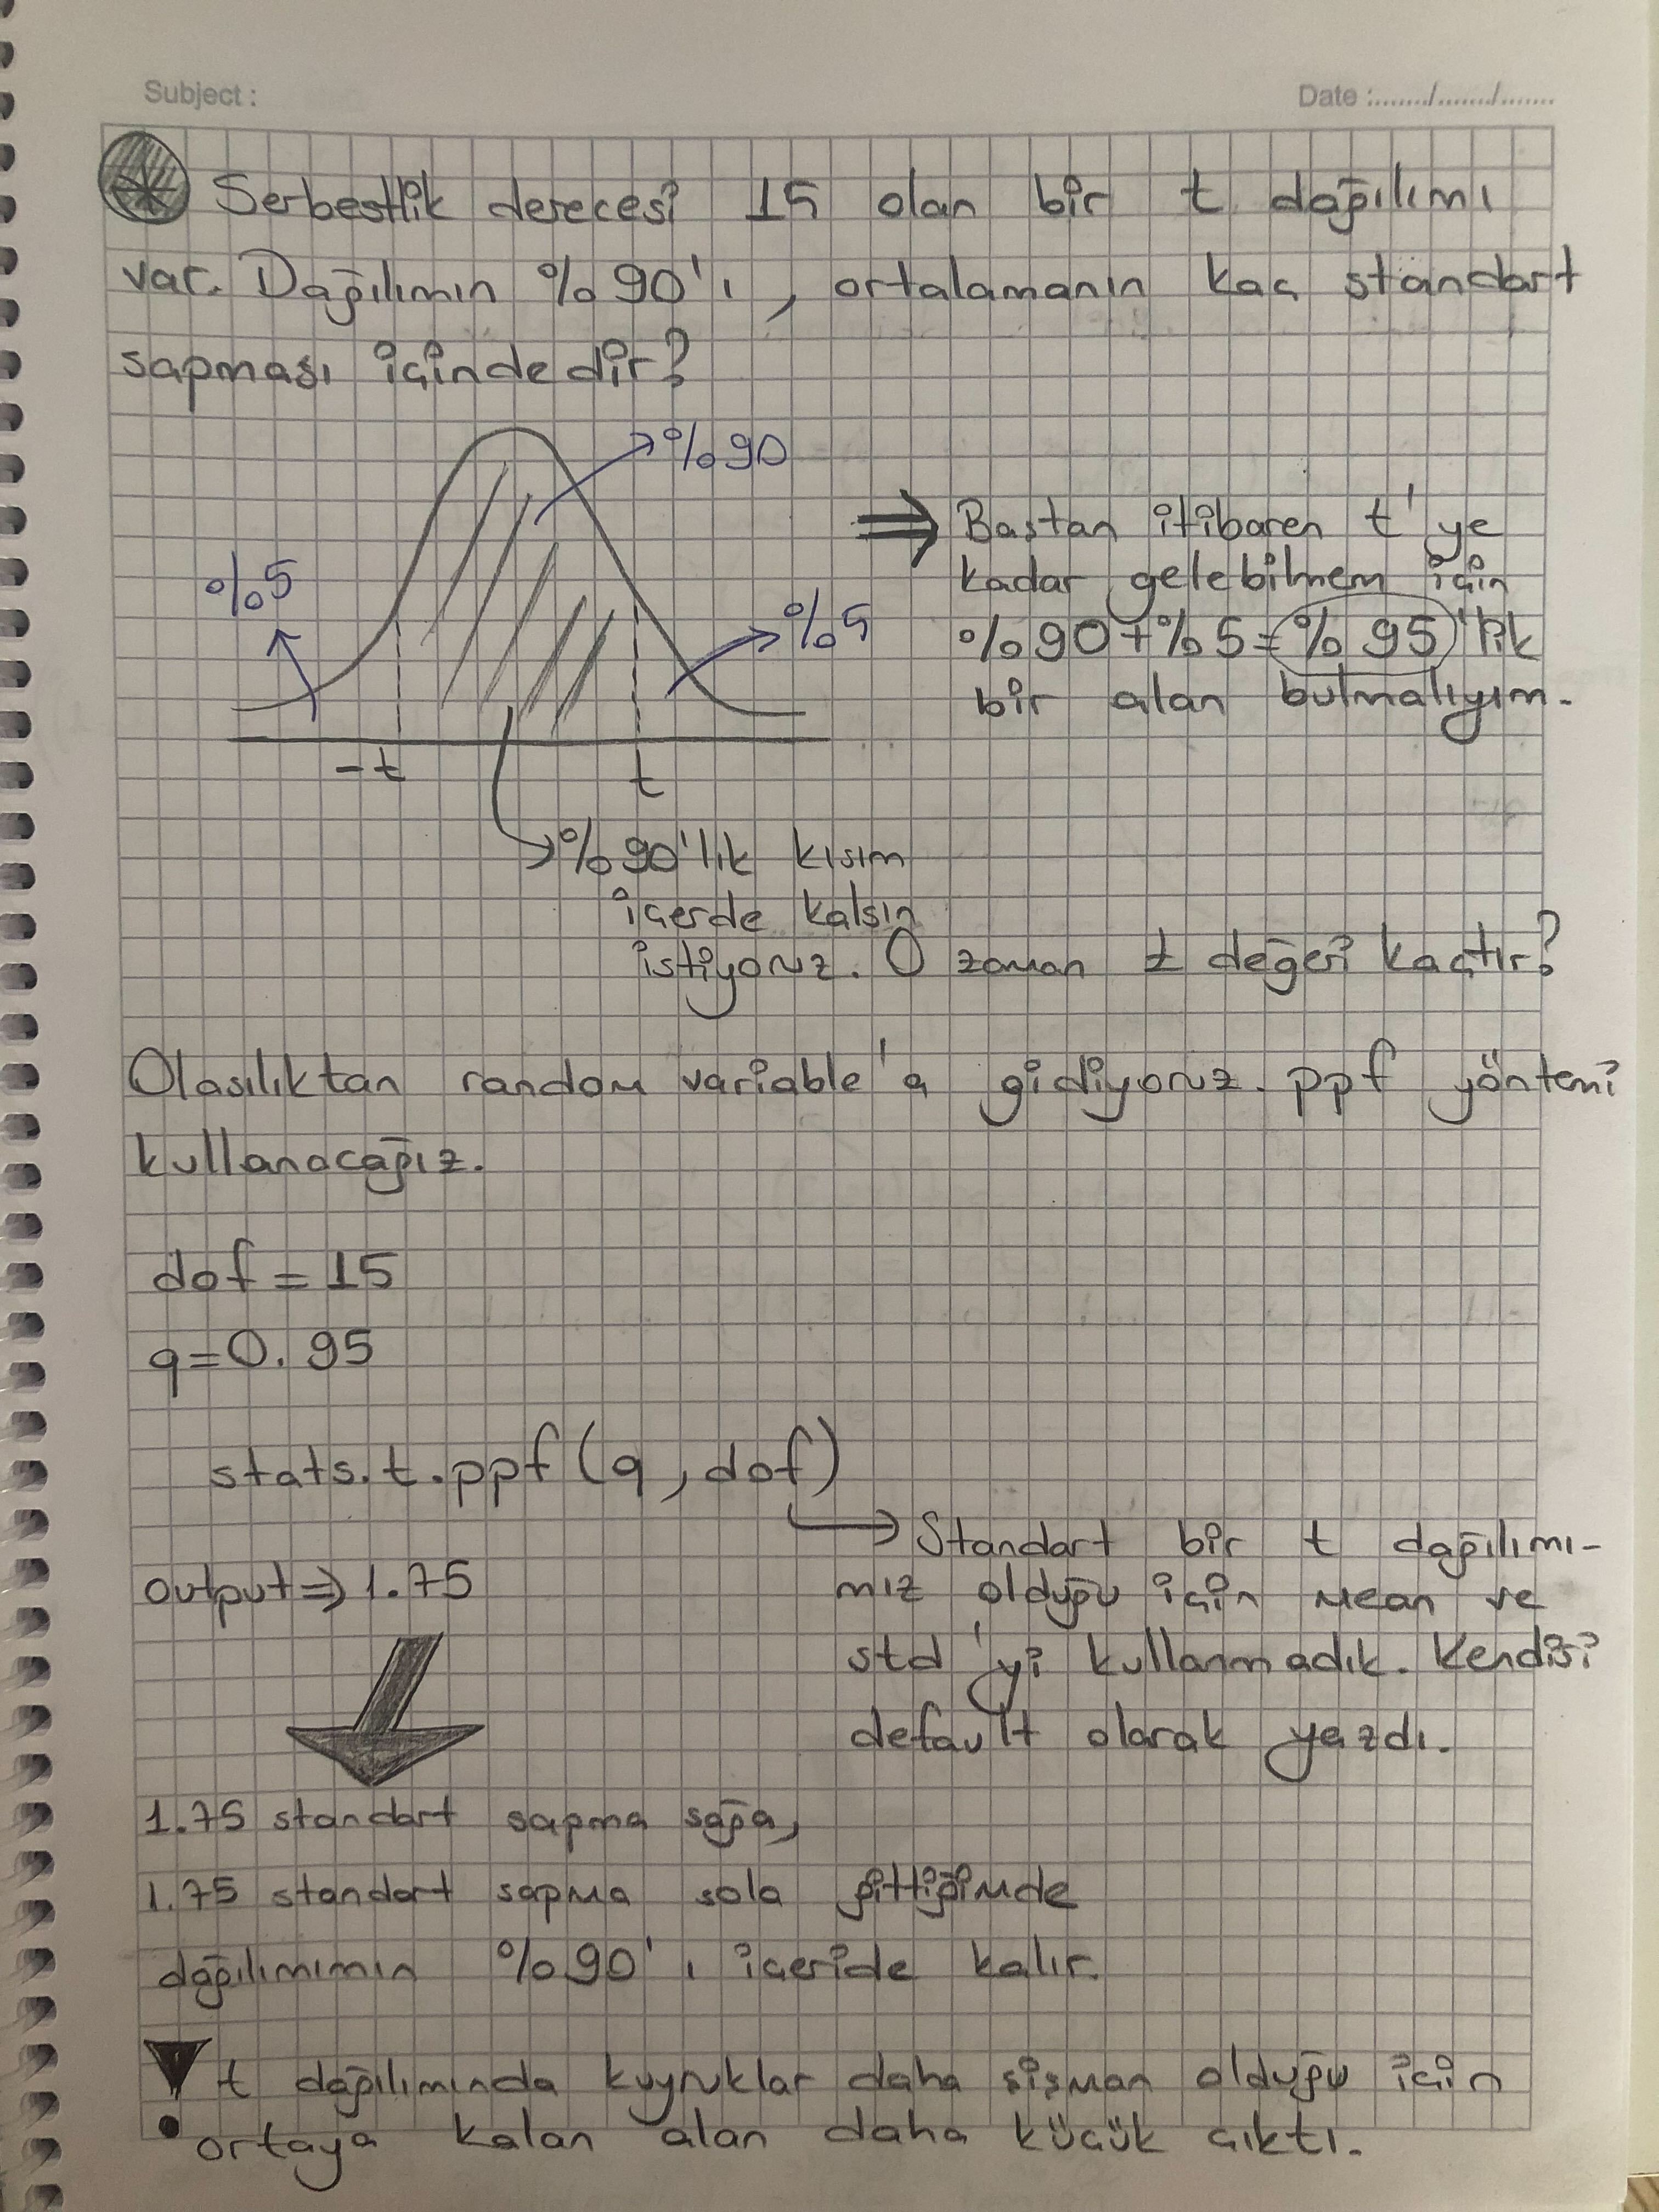 Subject :
Date :......../......./.......
Serbestlik derecesi 15 olan bir t dağılımı
var. Dağılımın %90'ı, ortalamanın kaç standart
sapması içindedir?
%90
%5
%5
-t
t
⇒ Bastan itibaren t'ye
kadar gelebilmem için
%90+%5=%95'lik
bir alan bulmalıyım.
%90'lık kısım
içerde kalsın
istiyoruz. O zaman t değeri kaçtır?
Olasılıktan random variable'a gidiyoruz. ppf yöntemi
kullanacağız.
dof = 15
q=0.95
stats.t.ppf(q, dof)
Standart bir t dağılımı-
mız olduğu için mean ve
std'yi kullanmadık. Kendisi
default olarak yazdı.
output⇒ 1.75
1.75 standart sapma sağa,
1.75 standart sapma sola gittiğimde
dağılımımın %90'ı içeride kalır.
t dağılımında kuyruklar daha şişman olduğu için
ortaya kalan alan daha küçük çıktı.